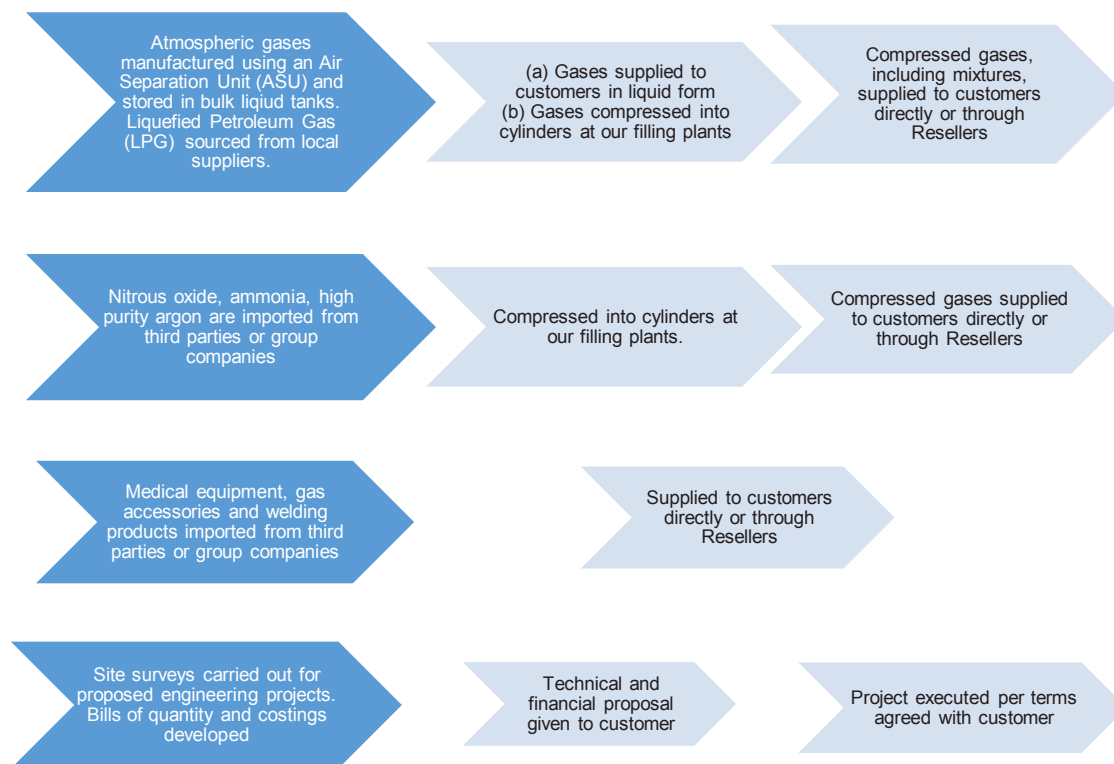 Atmospheric gases
manufactured using an Air
Separation Unit (ASU) and
stored in bulk liqiud tanks.
Liquefied Petroleum Gas
(LPG) sourced from local
suppliers.
(a) Gases supplied to
customers in liquid form
(b) Gases compressed into
cylinders at our filling plants
Compressed gases,
including mixtures,
supplied to customers
directly or through
Resellers
Nitrous oxide, ammonia, high
purity argon are imported from
third parties or group
companies
Compressed into cylinders at
our filling plants.
Compressed gases supplied
to customers directly or
through Resellers
Medical equipment, gas
accessories and welding
products imported from third
parties or group companies
Supplied to customers
directly or through
Resellers
Site surveys carried out for
proposed engineering projects.
Bills of quantity and costings
developed
Technical and
financial proposal
given to customer
Project executed per terms
agreed with customer